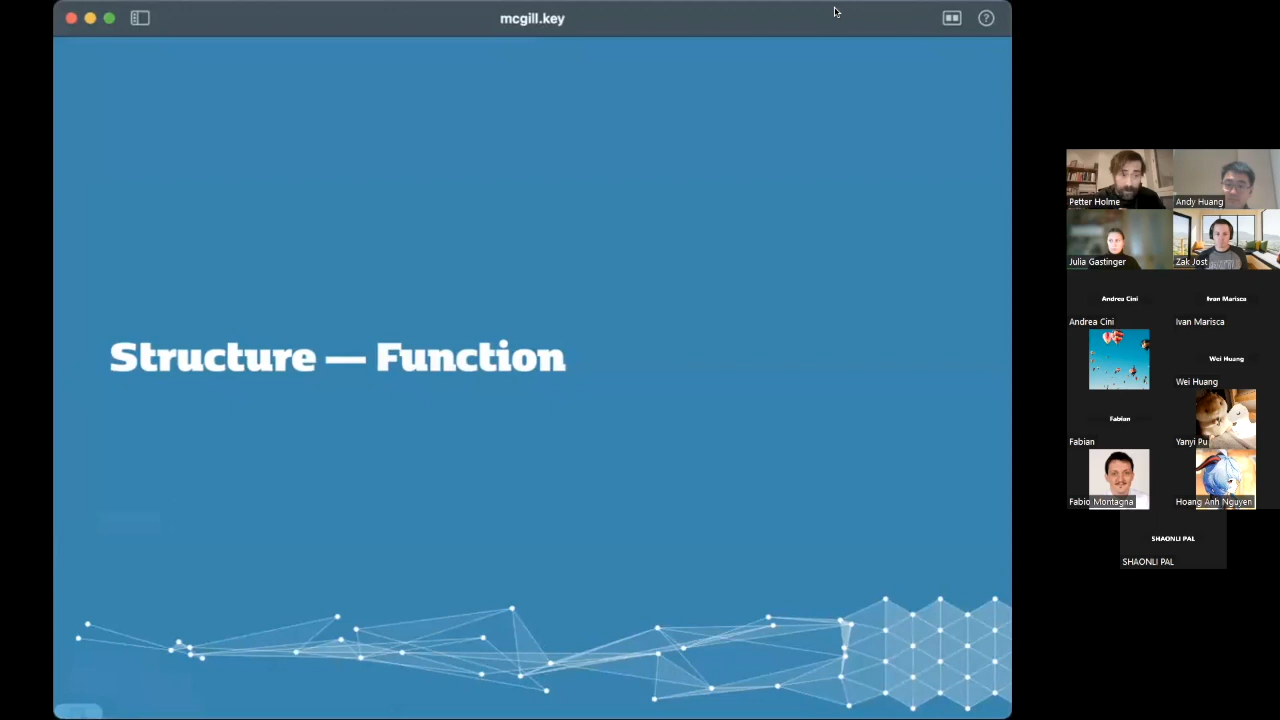 mcgill.key
Structure — Function
Petter Holme
Andy Huang
Julia Gastinger
Zak Jost
Andrea Cini
Ivan Marisca
Andrea Cini
Ivan Marisca
Wei Huang
Wei Huang
Fabian
Fabian
Yanyi Pu
Fabio Montagna
Hoang Anh Nguyen
SHAONLI PAL
SHAONLI PAL